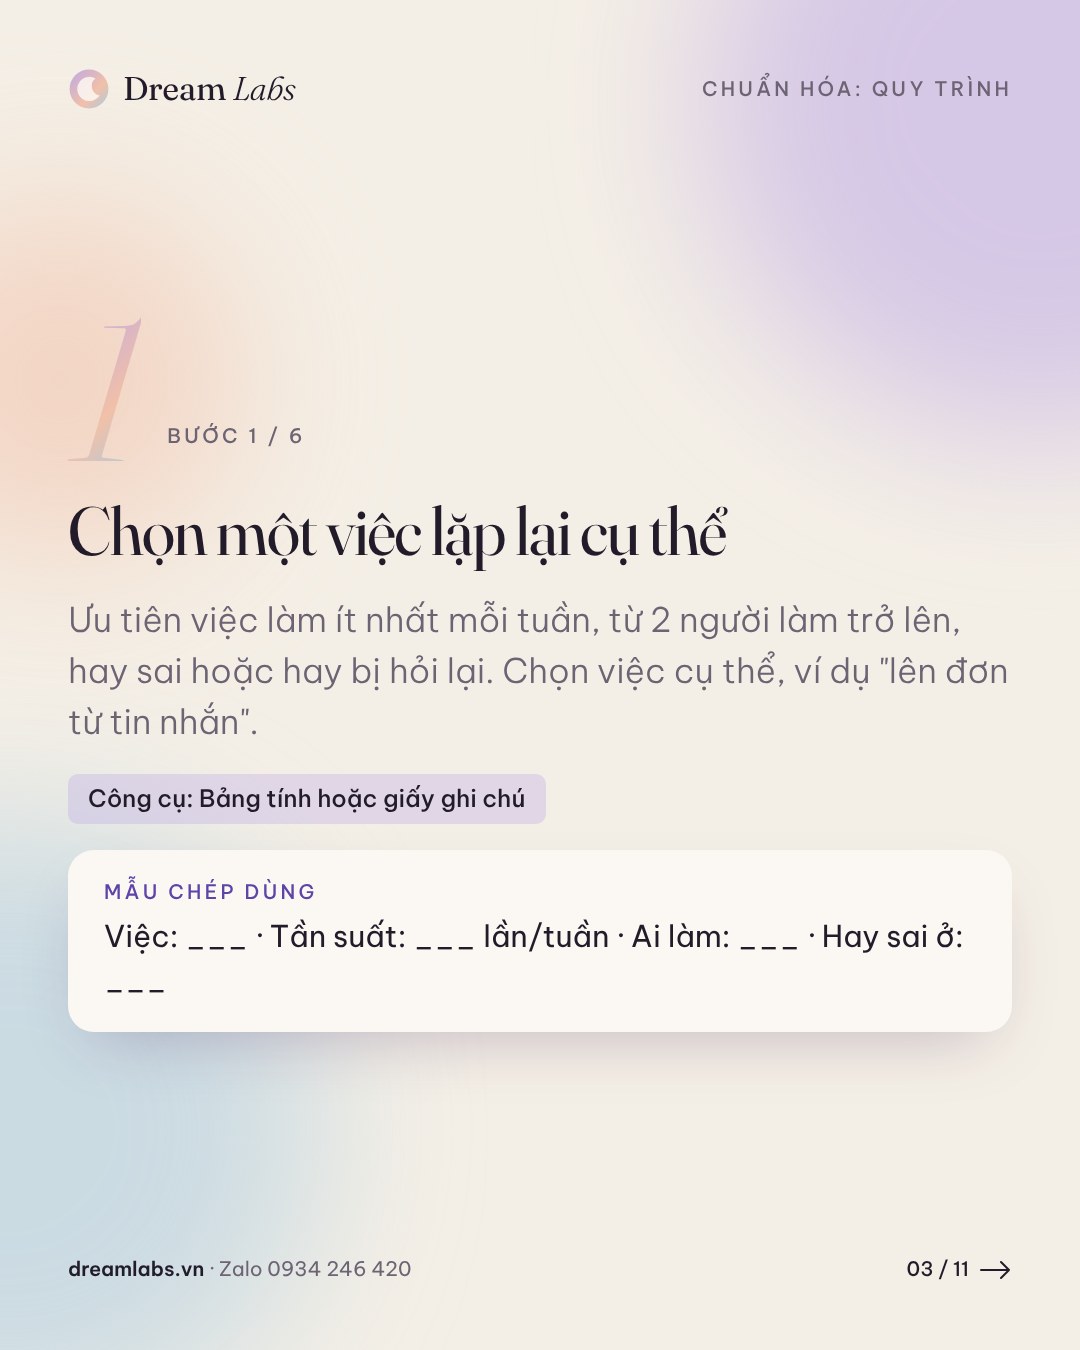 Dream Labs
CHUẨN HÓA: QUY TRÌNH
1
BƯỚC 1 / 6
Chọn một việc lặp lại cụ thể
Ưu tiên việc làm ít nhất mỗi tuần, từ 2 người làm trở lên,
hay sai hoặc hay bị hỏi lại. Chọn việc cụ thể, ví dụ "lên đơn
từ tin nhắn".
Công cụ: Bảng tính hoặc giấy ghi chú
MẪU CHÉP DÙNG
Việc: ___ · Tần suất: ___ lần/tuần · Ai làm: ___ · Hay sai ở:
___
dreamlabs.vn · Zalo 0934 246 420
03 / 11 →